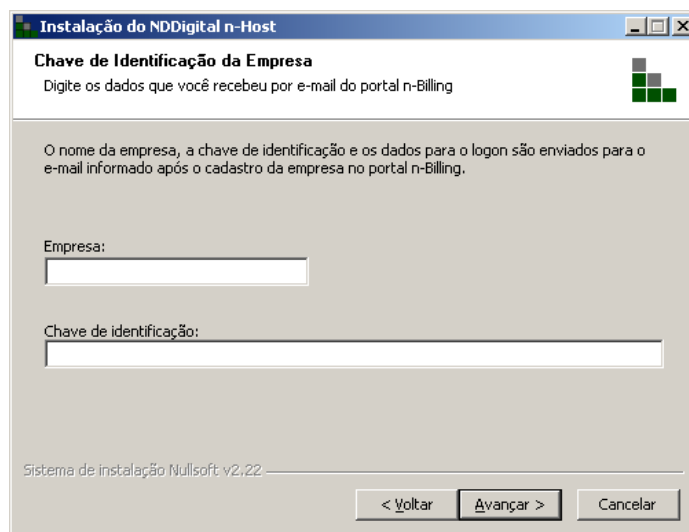 Instalação do NDDigital n-Host
Chave de Identificação da Empresa
Digite os dados que você recebeu por e-mail do portal n-Billing
O nome da empresa, a chave de identificação e os dados para o logon são enviados para o
e-mail informado após o cadastro da empresa no portal n-Billing.
Empresa:
Chave de identificação:
Sistema de instalação Nullsoft v2.22
< Voltar
Avançar >
Cancelar